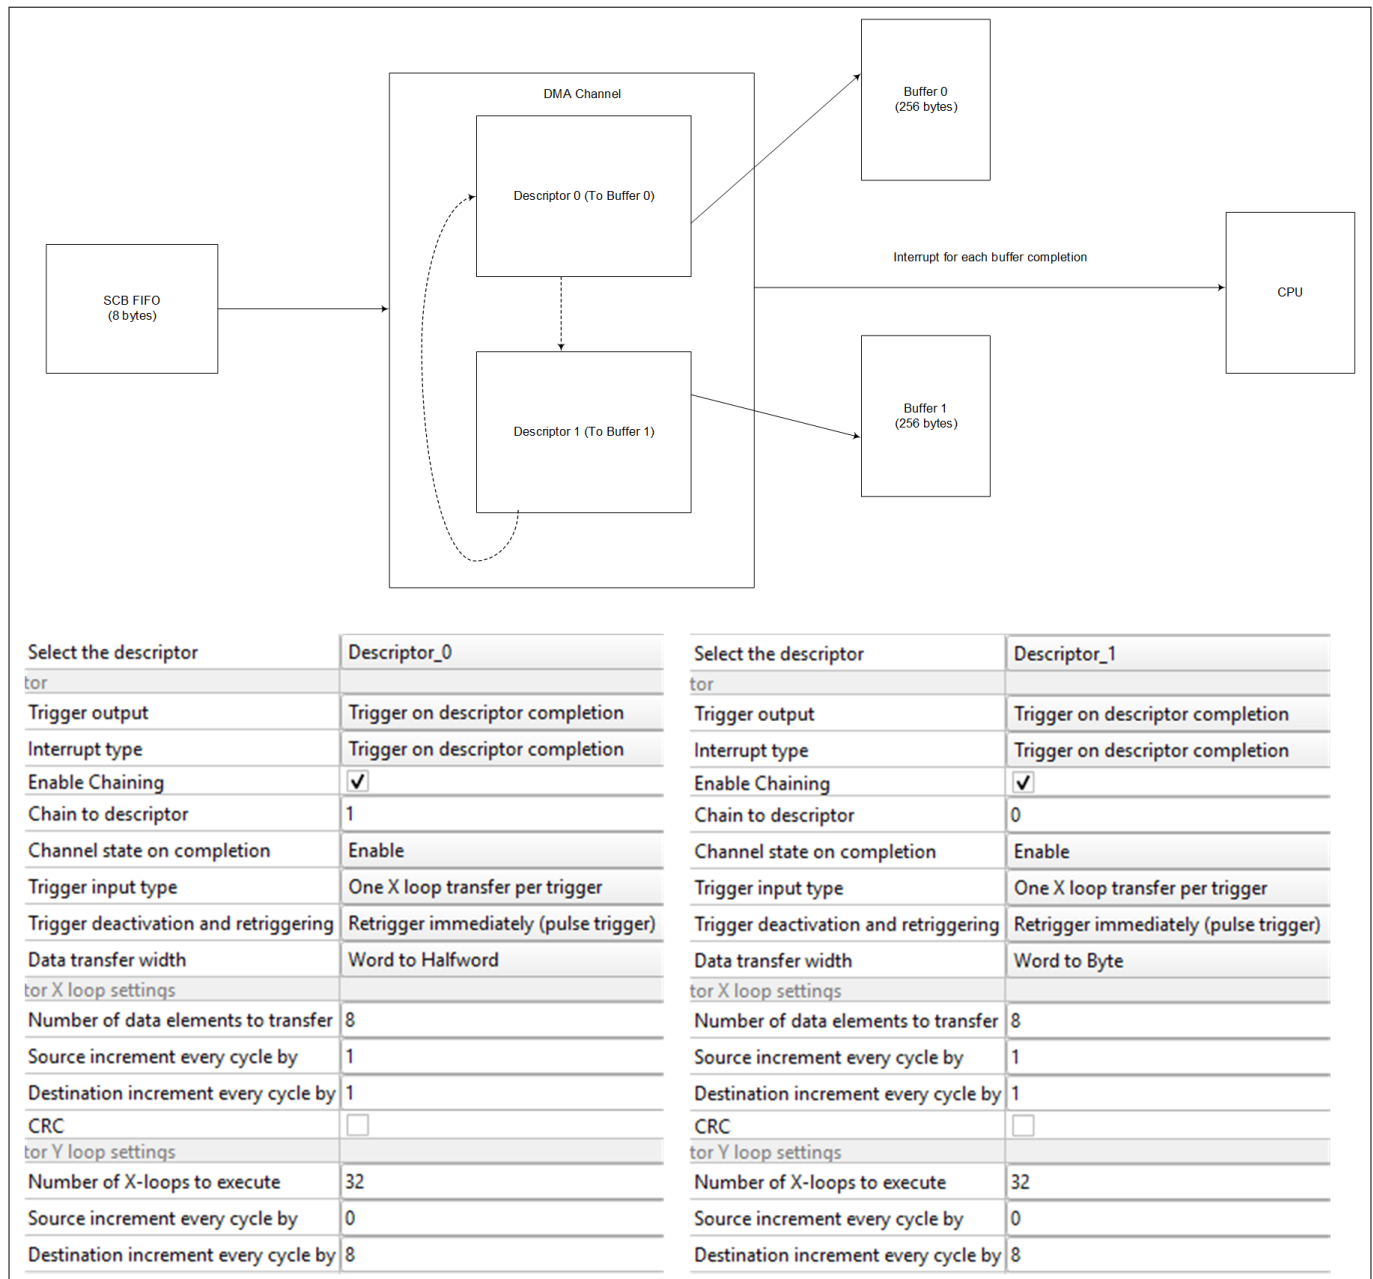 DMA Channel
Buffer 0
(256 bytes)
Descriptor 0 (To Buffer 0)
Interrupt for each buffer completion
SCB FIFO
(8 bytes)
CPU
Buffer 1
(256 bytes)
Descriptor 1 (To Buffer 1)
Select the descriptor Descriptor_0
tor
Trigger output Trigger on descriptor completion
Interrupt type Trigger on descriptor completion
Enable Chaining
Chain to descriptor 1
Channel state on completion Enable
Trigger input type One X loop transfer per trigger
Trigger deactivation and retriggering Retrigger immediately (pulse trigger)
Data transfer width Word to Halfword
tor X loop settings
Number of data elements to transfer 8
Source increment every cycle by 1
Destination increment every cycle by 1
CRC
tor Y loop settings
Number of X-loops to execute 32
Source increment every cycle by 0
Destination increment every cycle by 8
Select the descriptor Descriptor_1
tor
Trigger output Trigger on descriptor completion
Interrupt type Trigger on descriptor completion
Enable Chaining
Chain to descriptor 0
Channel state on completion Enable
Trigger input type One X loop transfer per trigger
Trigger deactivation and retriggering Retrigger immediately (pulse trigger)
Data transfer width Word to Byte
tor X loop settings
Number of data elements to transfer 8
Source increment every cycle by 1
Destination increment every cycle by 1
CRC
tor Y loop settings
Number of X-loops to execute 32
Source increment every cycle by 0
Destination increment every cycle by 8